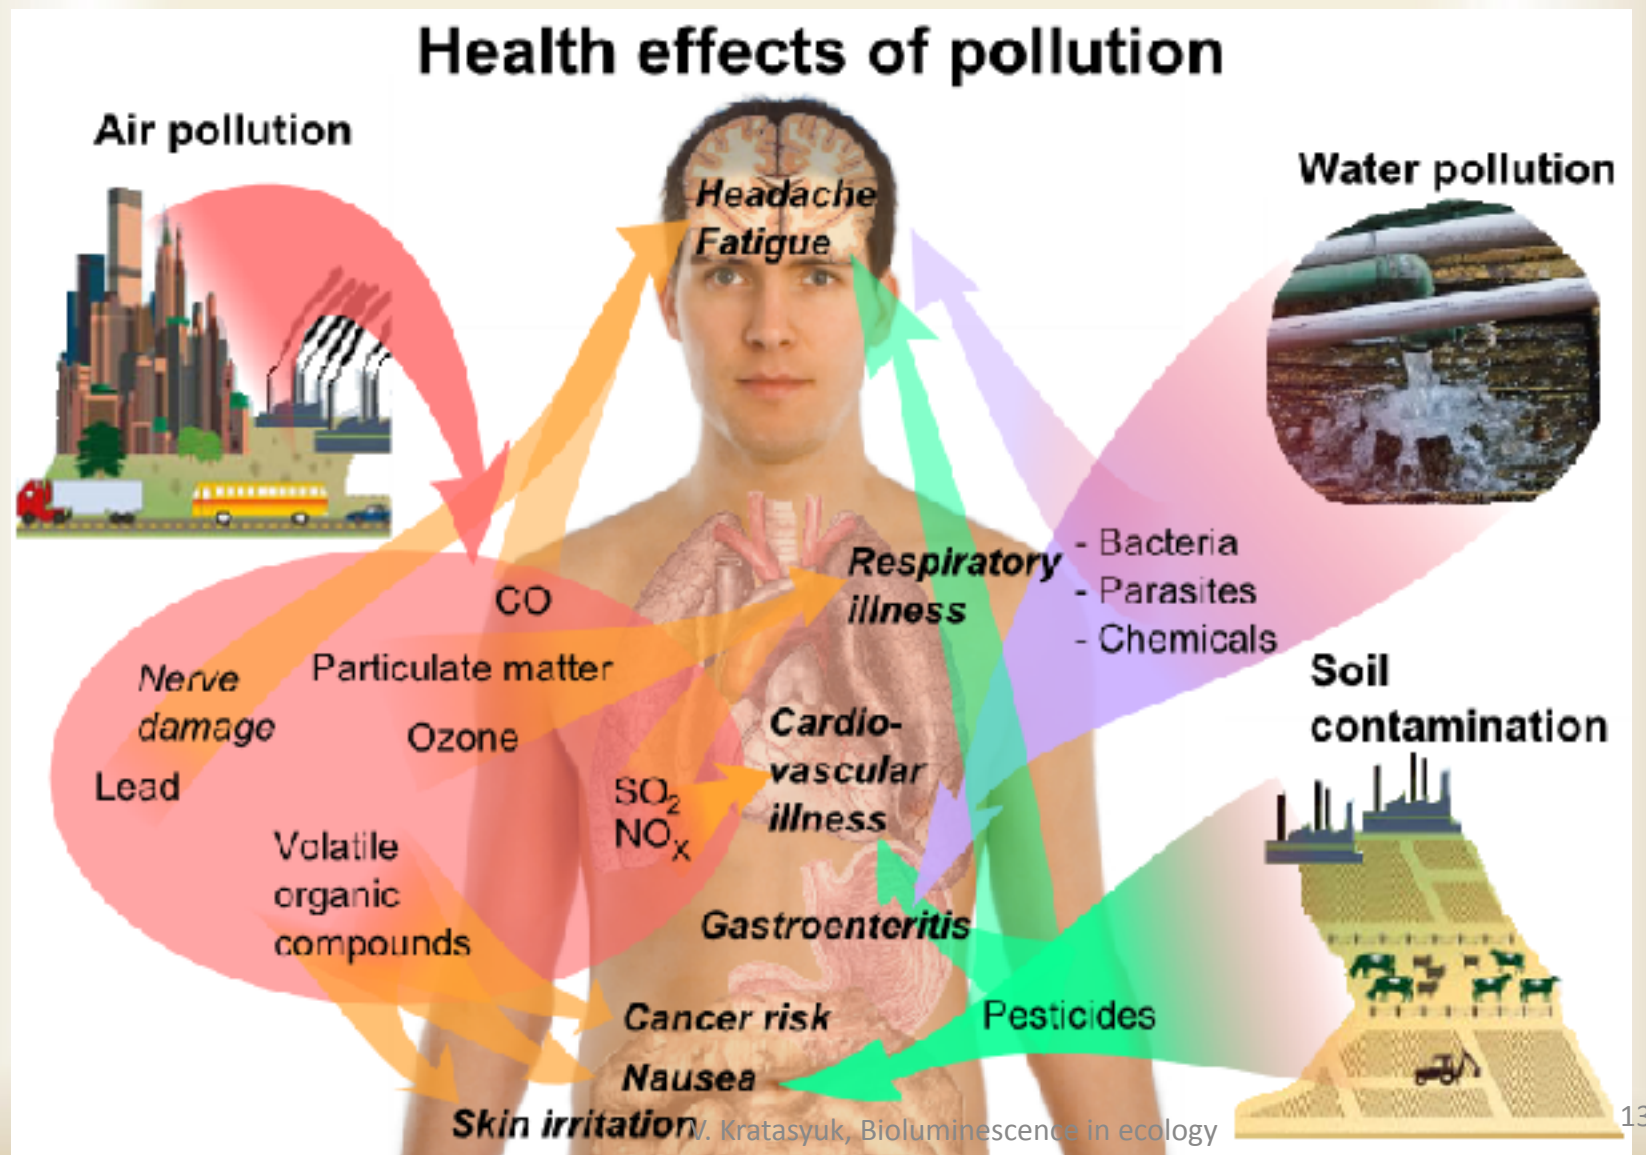 Health effects of pollution
Air pollution
Water pollution
Headache
Fatigue
Respiratory
illness
- Bacteria
- Parasites
- Chemicals
CO
Particulate matter
Nerve
damage
Ozone
Lead
SO2
NOX
Volatile
organic
compounds
Cardio-
vascular
illness
Soil
contamination
Gastroenteritis
Pesticides
Cancer risk
Nausea
Skin irritation
V. Kratasyuk, Bioluminescence in ecology
13